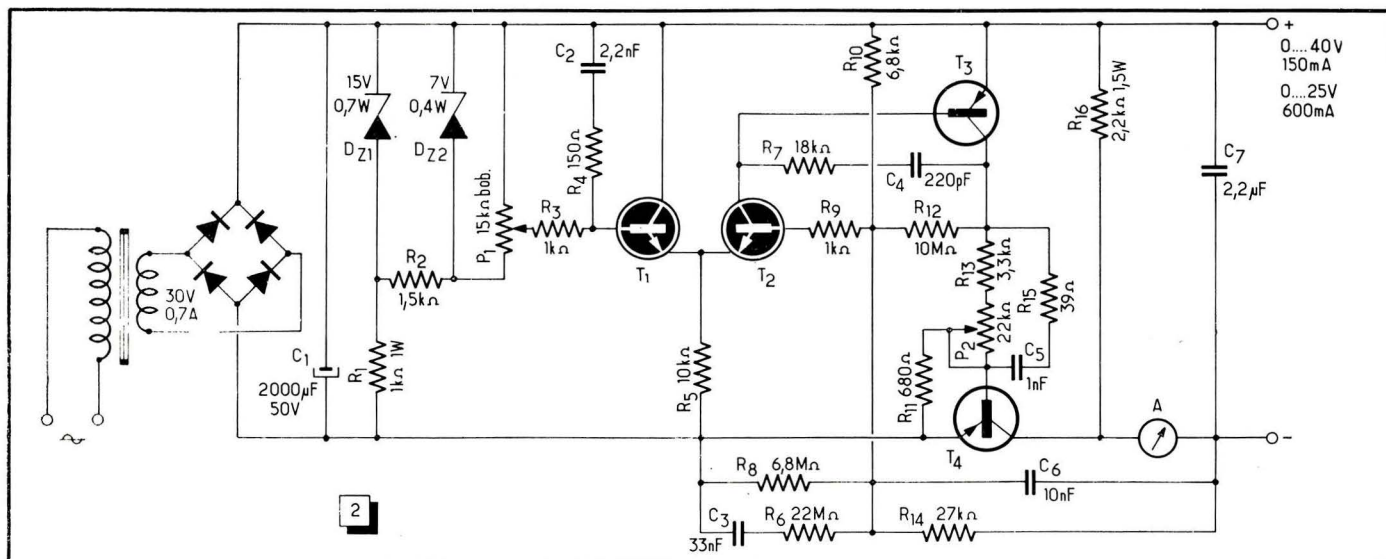 30V
0,7A
C1
2000µF
50V
15V
0,7W
DZ1
7V
0,4W
DZ2
R1
1kΩ 1W
R2
1,5kΩ
P1
15kΩ bob.
C2
2,2nF
R4 150Ω
R3
1kΩ
T1
T2
R5
10kΩ
R7 18kΩ
C4
220pF
R9
1kΩ
R10
6,8kΩ
T3
R12
10MΩ
R13
3,3kΩ
P2
22kΩ
R15
39Ω
C5
1nF
R11 680Ω
T4
R16
2,2kΩ 1,5W
A
C7
2,2µF
+
0....40V
150mA
0....25V
600mA
-
R8 6,8MΩ
C3
33nF
R6 22MΩ
C6
10nF
R14 27kΩ
2